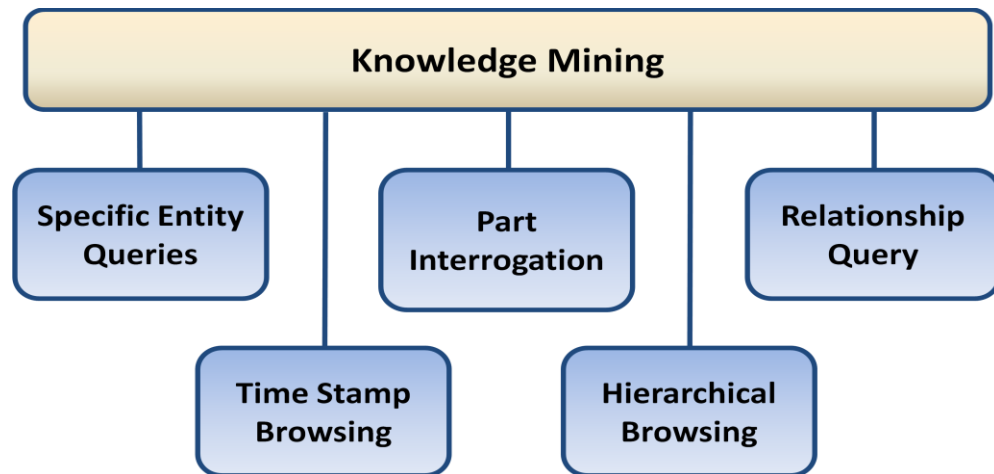 Knowledge Mining
Specific Entity
Queries
Part
Interrogation
Relationship
Query
Time Stamp
Browsing
Hierarchical
Browsing